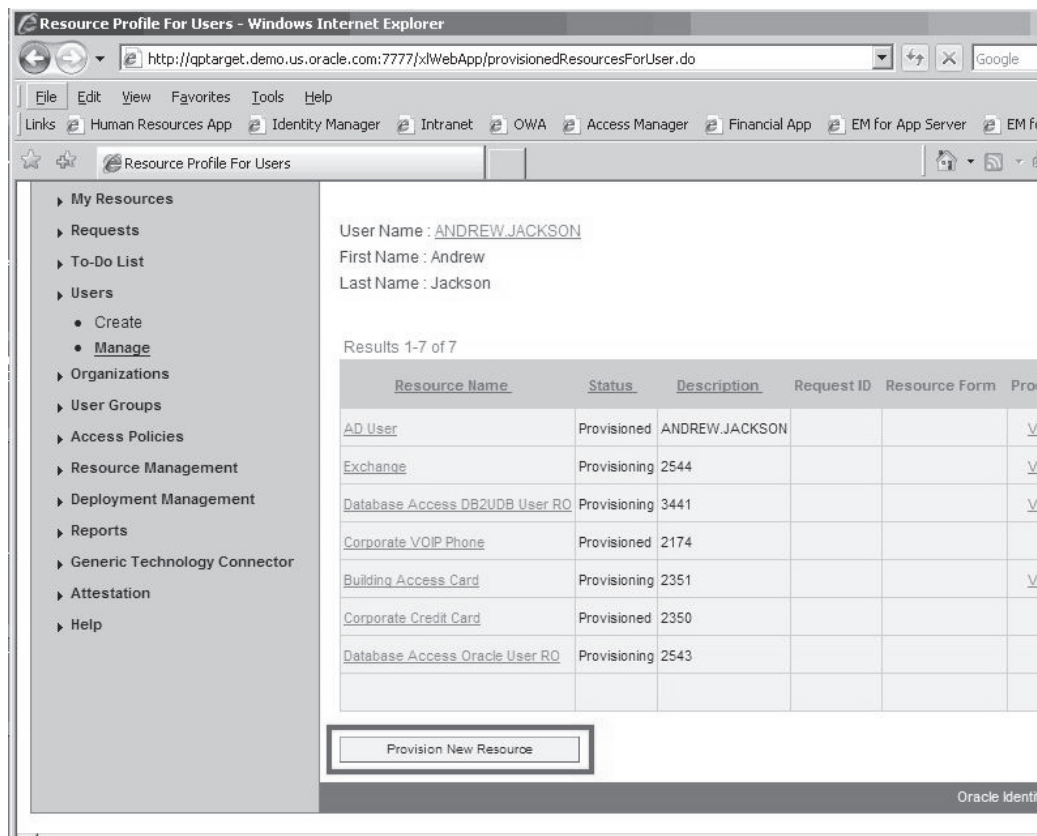 Resource Profile For Users - Windows Internet Explorer
http://qptarget.demo.us.oracle.com:7777/xlWebApp/provisionedResourcesForUser.do
Google
File Edit View Favorites Tools Help
Links Human Resources App Identity Manager Intranet OWA Access Manager Financial App EM for App Server EM f
Resource Profile For Users
My Resources
Requests
To-Do List
Users
Create
Manage
Organizations
User Groups
Access Policies
Resource Management
Deployment Management
Reports
Generic Technology Connector
Attestation
Help
User Name : ANDREW.JACKSON
First Name : Andrew
Last Name : Jackson
Results 1-7 of 7
Resource Name Status Description Request ID Resource Form Pro
AD User Provisioned ANDREW.JACKSON V
Exchange Provisioning 2544 V
Database Access DB2UDB User RO Provisioning 3441 V
Corporate VOIP Phone Provisioned 2174
Building Access Card Provisioning 2351 V
Corporate Credit Card Provisioned 2350
Database Access Oracle User RO Provisioning 2543
Provision New Resource
Oracle Identi